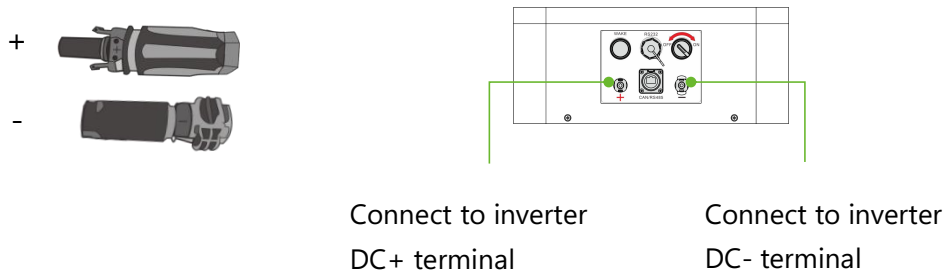 +
-
WAKE
RS232
OFF
ON
+
CAN/RS485
-
Connect to inverter
DC+ terminal
Connect to inverter
DC- terminal